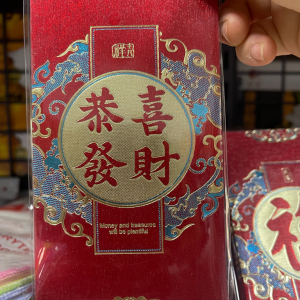 恭喜
發財
Money and treasures
will be plentiful